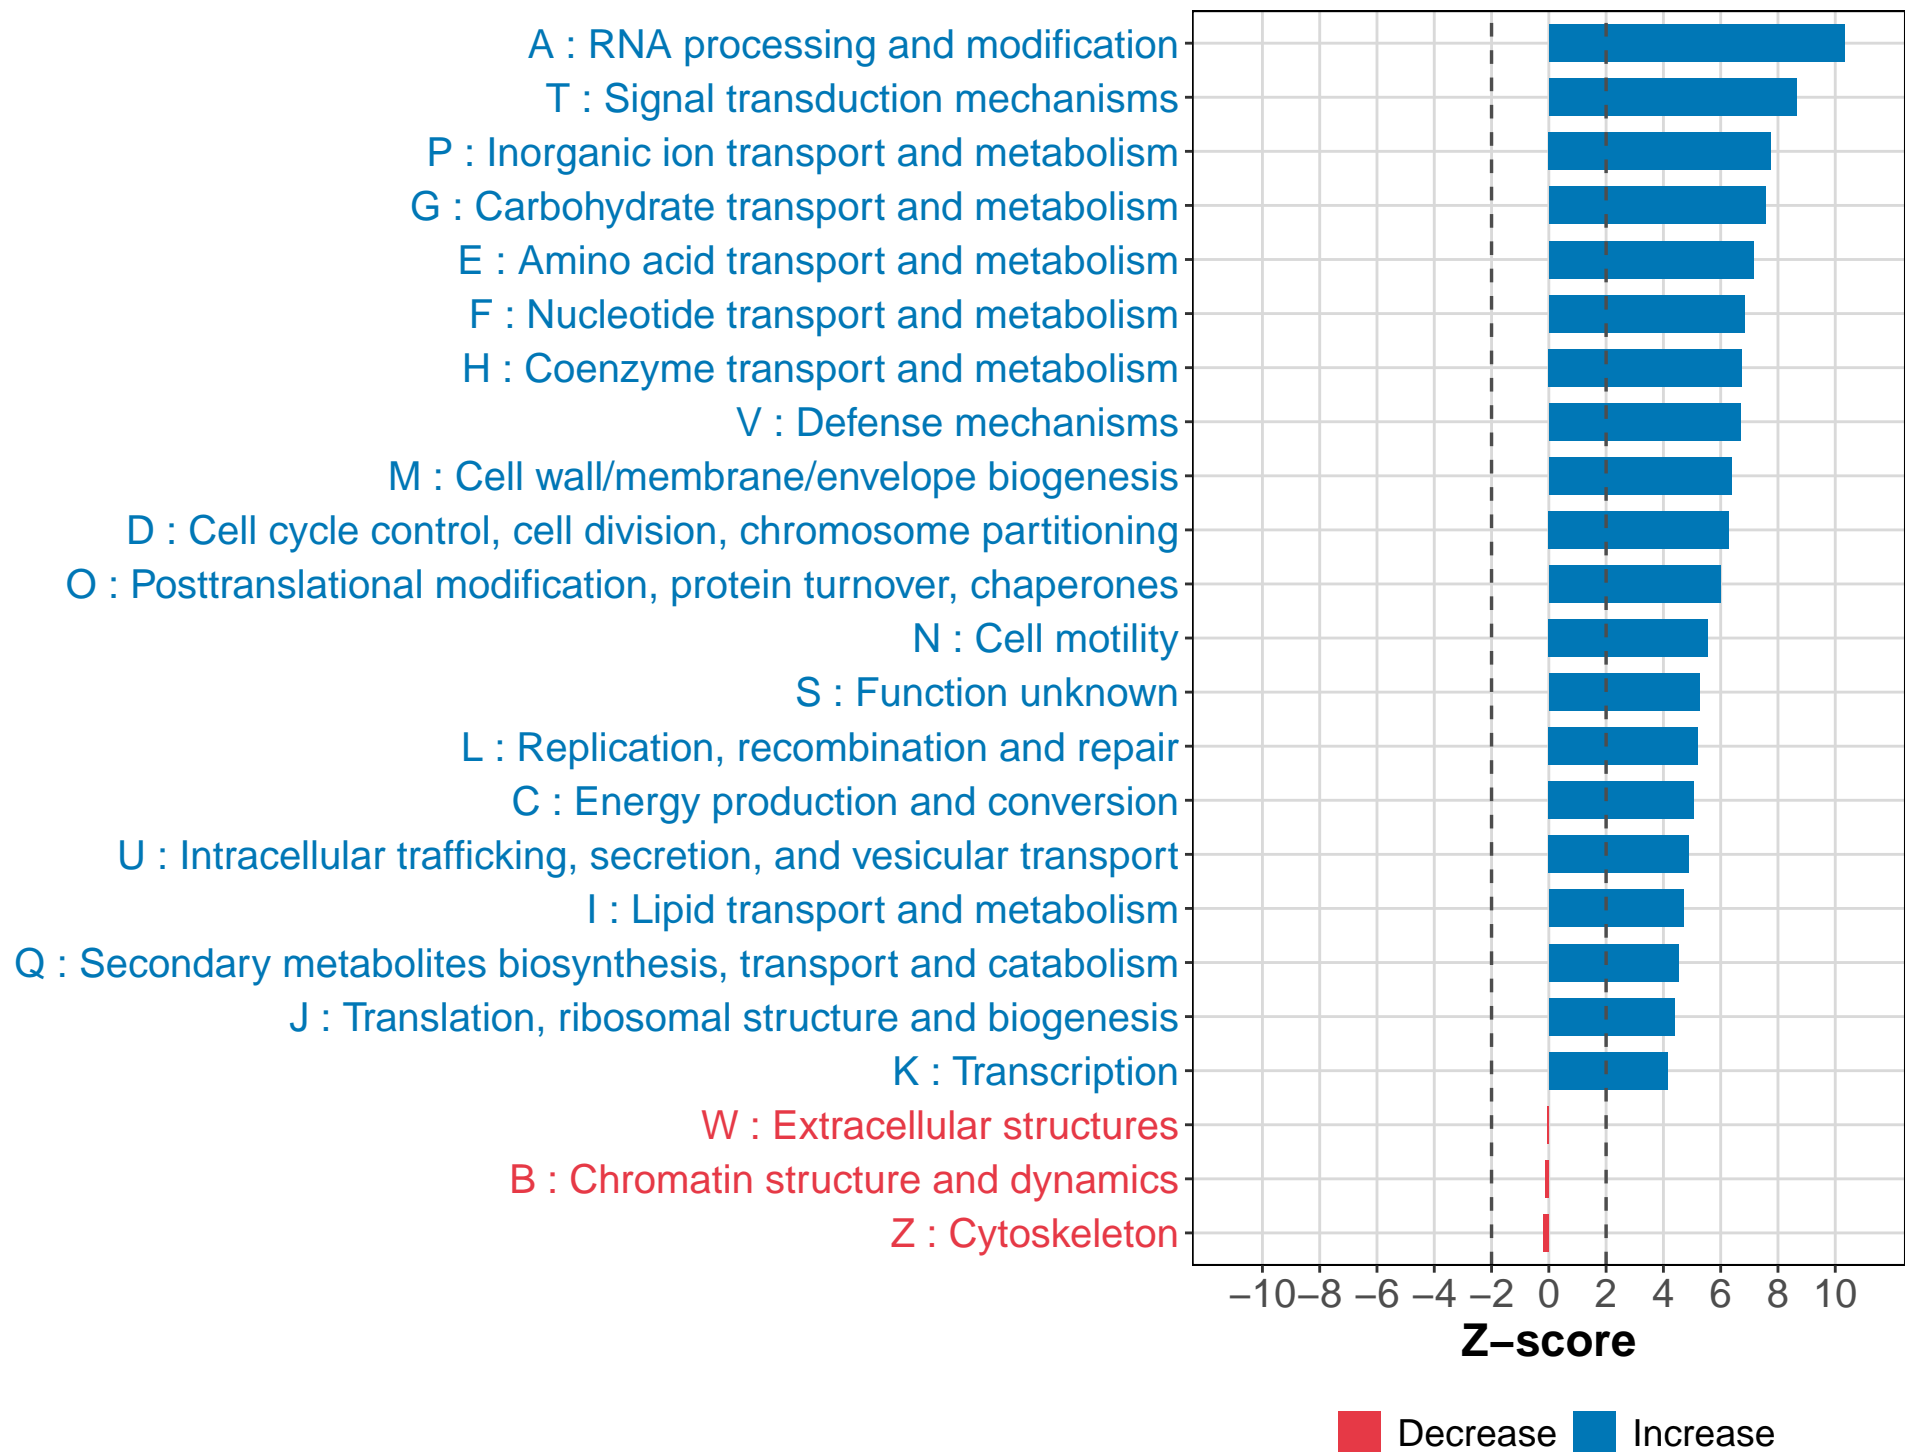 A : RNA processing and modification
T : Signal transduction mechanisms
P : Inorganic ion transport and metabolism
G : Carbohydrate transport and metabolism
E : Amino acid transport and metabolism
F : Nucleotide transport and metabolism
H : Coenzyme transport and metabolism
V : Defense mechanisms
M : Cell wall/membrane/envelope biogenesis
D : Cell cycle control, cell division, chromosome partitioning
O : Posttranslational modification, protein turnover, chaperones
N : Cell motility
S : Function unknown
L : Replication, recombination and repair
C : Energy production and conversion
U : Intracellular trafficking, secretion, and vesicular transport
I : Lipid transport and metabolism
Q : Secondary metabolites biosynthesis, transport and catabolism
J : Translation, ribosomal structure and biogenesis
K : Transcription
W : Extracellular structures
B : Chromatin structure and dynamics
Z : Cytoskeleton
−10 −8 −6 −4 −2 0 2 4 6 8 10
Z−score
Decrease Increase